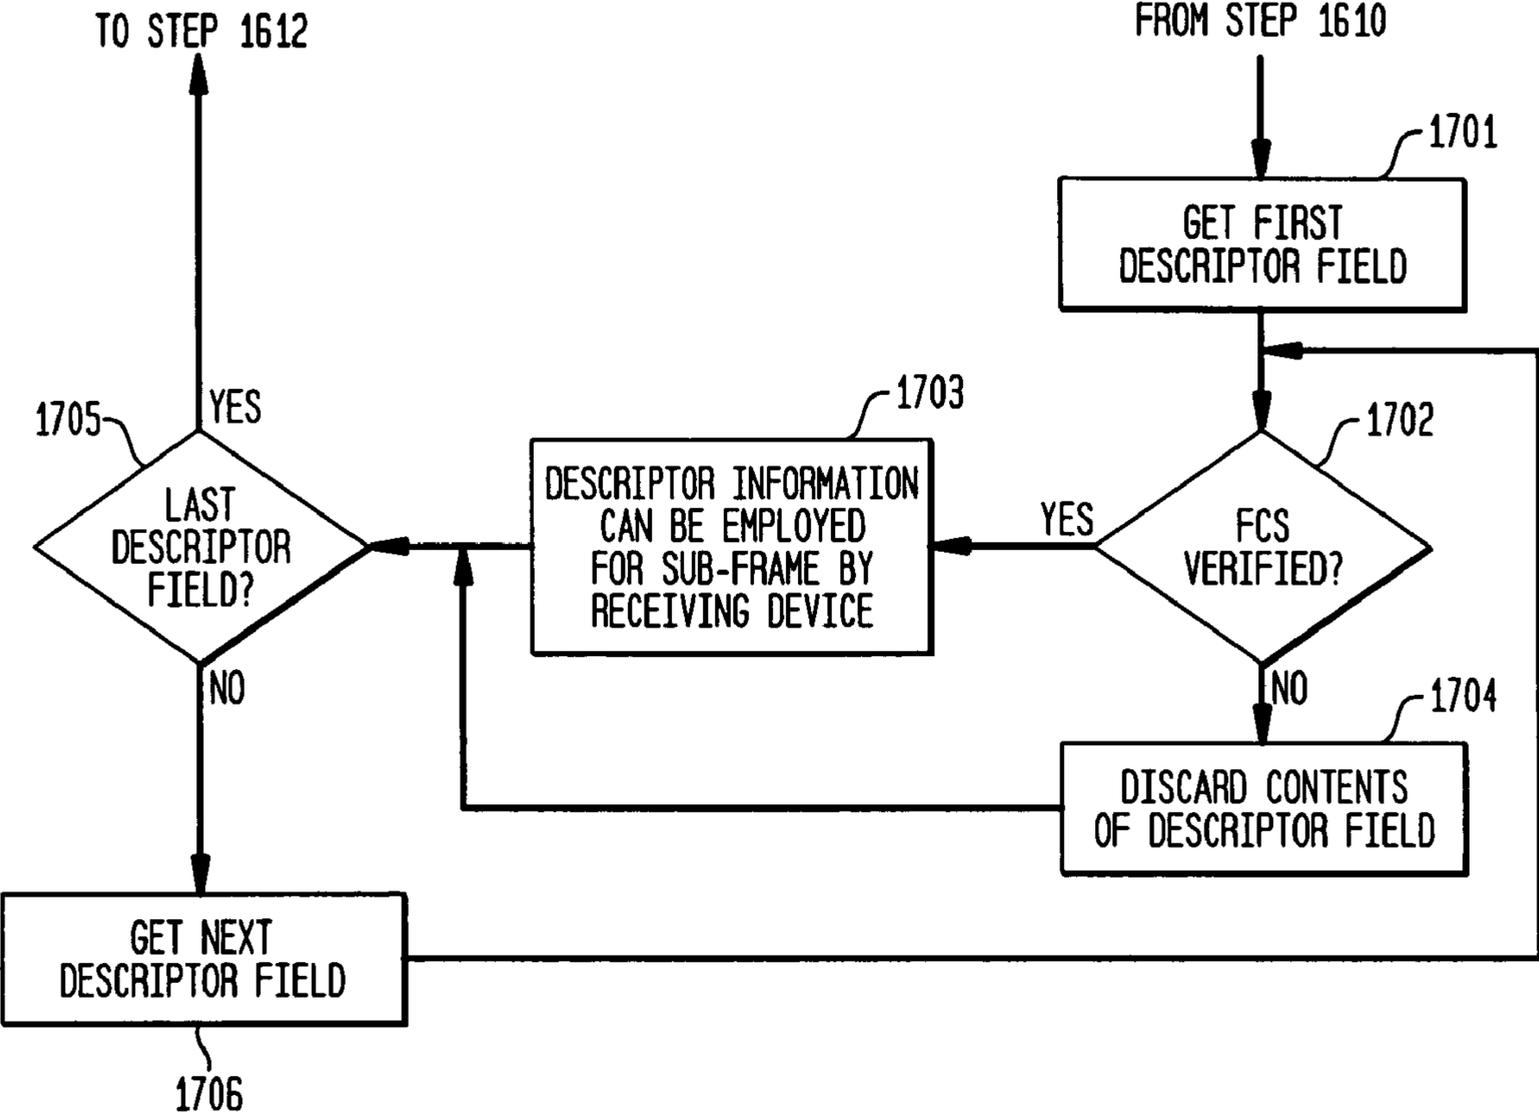 TO STEP 1612
FROM STEP 1610
1701
GET FIRST
DESCRIPTOR FIELD
1702
FCS
VERIFIED?
YES
NO
1703
DESCRIPTOR INFORMATION
CAN BE EMPLOYED
FOR SUB-FRAME BY
RECEIVING DEVICE
1704
DISCARD CONTENTS
OF DESCRIPTOR FIELD
1705
YES
LAST
DESCRIPTOR
FIELD?
NO
GET NEXT
DESCRIPTOR FIELD
1706